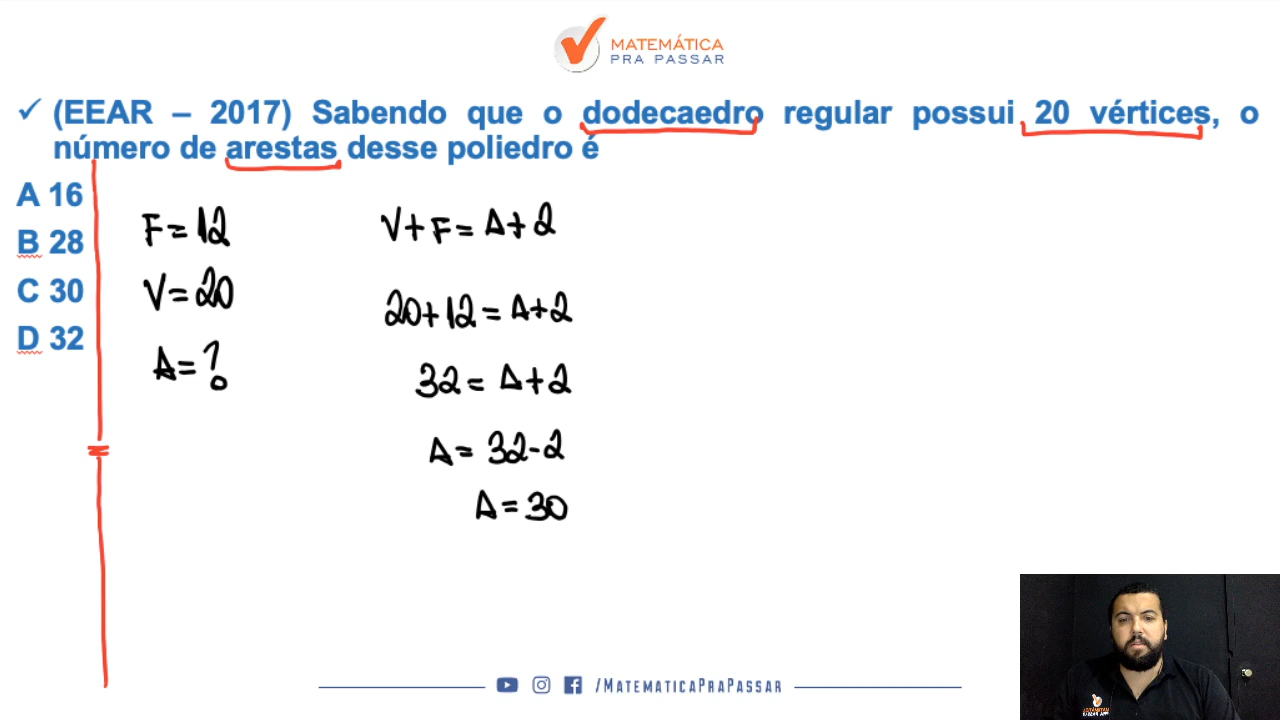 MATEMÁTICA
PRA PASSAR
✓ (EEAR – 2017) Sabendo que o dodecaedro regular possui 20 vértices, o
número de arestas desse poliedro é
A 16
B 28
C 30
D 32
F = 12
V = 20
A = ?
V + F = A + 2
20 + 12 = A + 2
32 = A + 2
A = 32 - 2
A = 30
/MATEMATICAPRAPASSAR